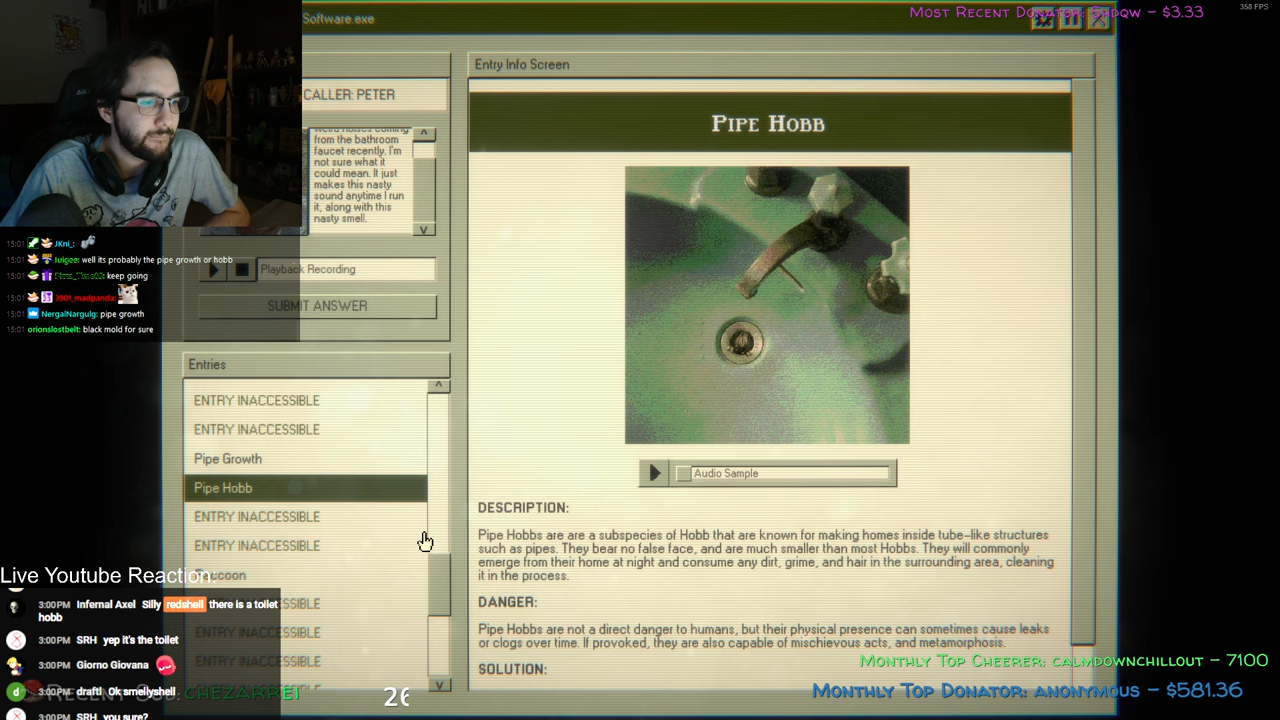 Software.exe
Most Recent Donator: Shdqw - $3.33
358 FPS
Entry Info Screen
CALLER: PETER
weird noises coming
from the bathroom
faucet recently. I'm
not sure what it
could mean. It just
makes this nasty
sound anytime I run
it, along with this
nasty smell.
Playback Recording
SUBMIT ANSWER
15:01 JKni_:
15:01 luigee: well its probably the pipe growth or hobb
15:01 keep going
15:01 3901_madpanda:
15:01 NergalNargulg: pipe growth
15:01 orionslostbelt: black mold for sure
Entries
ENTRY INACCESSIBLE
ENTRY INACCESSIBLE
Pipe Growth
Pipe Hobb
ENTRY INACCESSIBLE
ENTRY INACCESSIBLE
Pipe Hobb
Audio Sample
DESCRIPTION:
Pipe Hobbs are are a subspecies of Hobb that are known for making homes inside tube-like structures
such as pipes. They bear no false face, and are much smaller than most Hobbs. They will commonly
emerge from their home at night and consume any dirt, grime, and hair in the surrounding area, cleaning
it in the process.
DANGER:
Pipe Hobbs are not a direct danger to humans, but their physical presence can sometimes cause leaks
or clogs over time. If provoked, they are also capable of mischievous acts, and metamorphosis.
SOLUTION:
Live Youtube Reaction:
3:00PM Infernal Axel Silly redshell there is a toilet
hobb
3:00PM SRH yep it's the toilet
3:00PM Giorno Giovana
3:00PM draftl Ok smellyshell
3:00PM SRH you sure?
Recent Sub: chezarrei
26
Monthly Top Cheerer: calmdownchillout - 7100
Monthly Top Donator: anonymous - $581.36